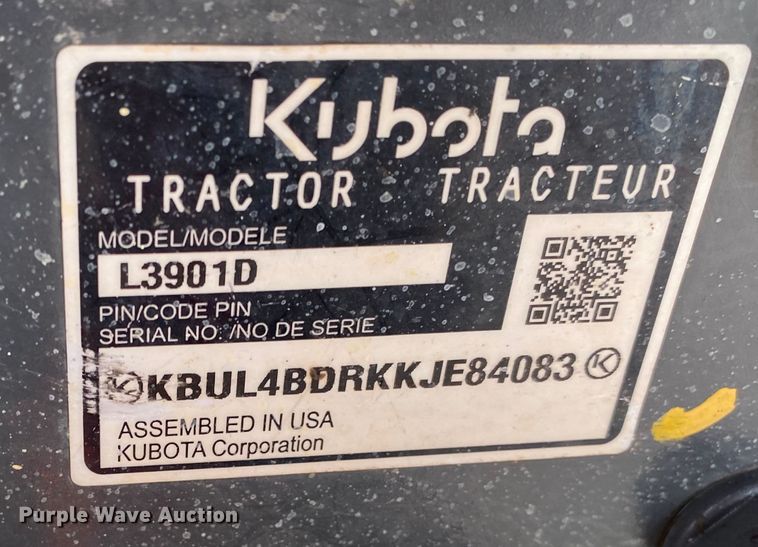 Kubota
TRACTOR TRACTEUR
MODEL/MODELE
L3901D
PIN/CODE PIN
SERIAL NO. /NO DE SERIE
KBUL4BDRKKJE84083
ASSEMBLED IN USA
KUBOTA Corporation
Purple Wave Auction